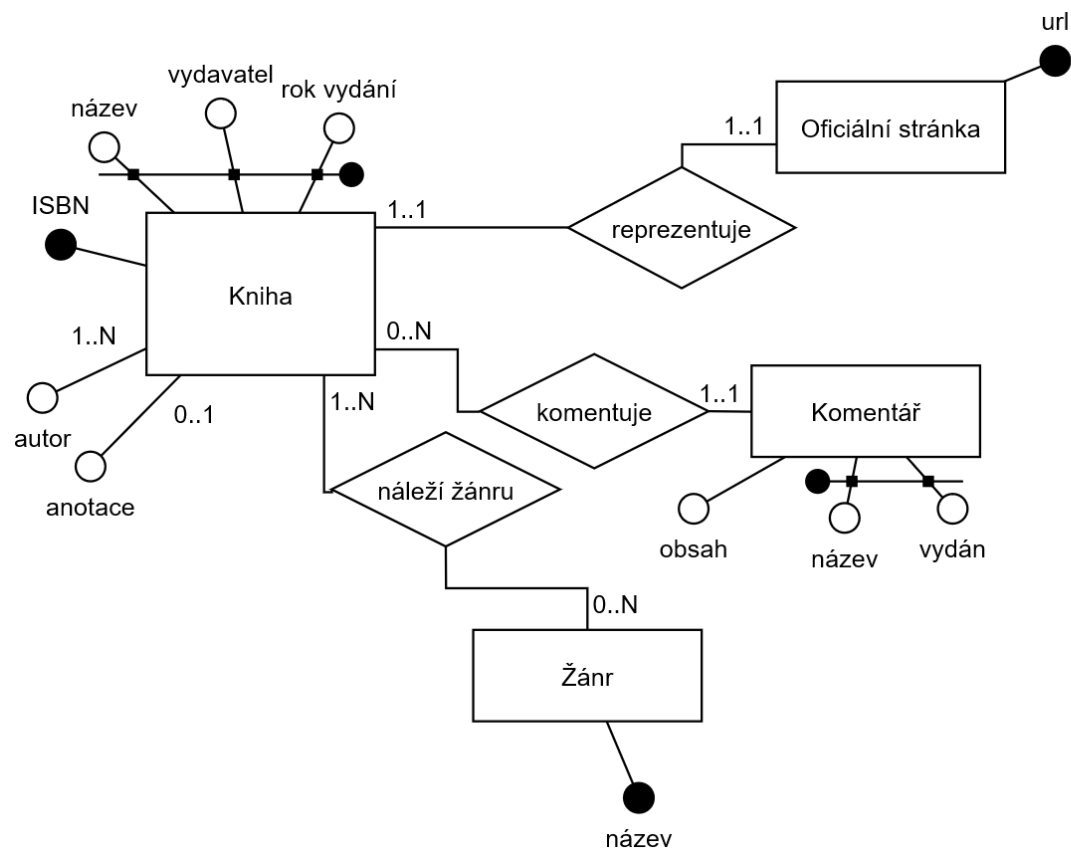 url
vydavatel
rok vydání
název
1..1
Oficiální stránka
ISBN
1..1
reprezentuje
Kniha
0..N
1..N
1..1
1..N
komentuje
Komentář
0..1
autor
náleží žánru
anotace
obsah
název
vydán
0..N
Žánr
název